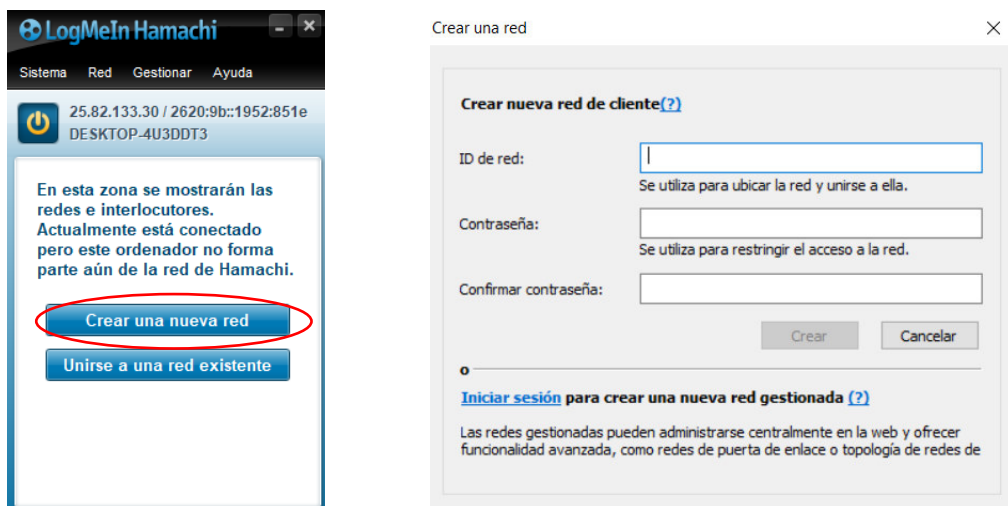 LogMeIn Hamachi
Sistema Red Gestionar Ayuda
25.82.133.30 / 2620:9b::1952:851e
DESKTOP-4U3DDT3
En esta zona se mostrarán las
redes e interlocutores.
Actualmente está conectado
pero este ordenador no forma
parte aún de la red de Hamachi.
Crear una nueva red
Unirse a una red existente
Crear una red
Crear nueva red de cliente(?)
ID de red:
Se utiliza para ubicar la red y unirse a ella.
Contraseña:
Se utiliza para restringir el acceso a la red.
Confirmar contraseña:
Crear Cancelar
o
Iniciar sesión para crear una nueva red gestionada (?)
Las redes gestionadas pueden administrarse centralmente en la web y ofrecer
funcionalidad avanzada, como redes de puerta de enlace o topología de redes de